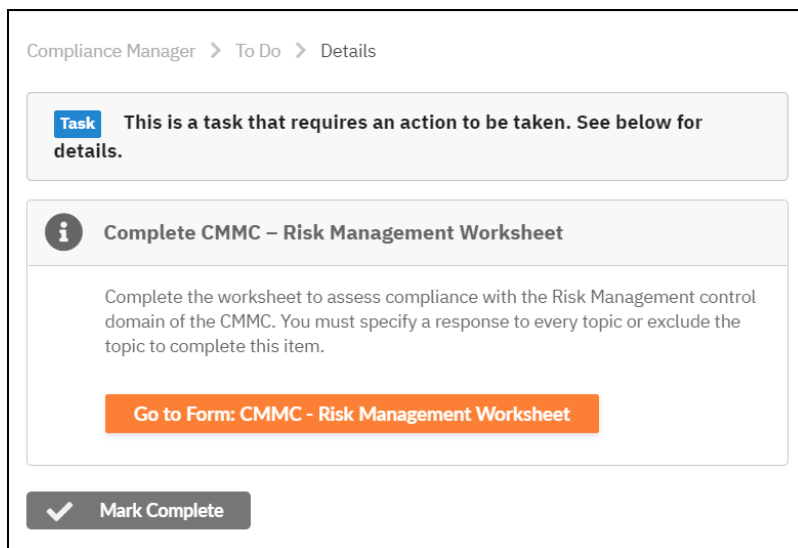 Compliance Manager > To Do > Details
Task This is a task that requires an action to be taken. See below for
details.
Complete CMMC – Risk Management Worksheet
Complete the worksheet to assess compliance with the Risk Management control
domain of the CMMC. You must specify a response to every topic or exclude the
topic to complete this item.
Go to Form: CMMC - Risk Management Worksheet
Mark Complete